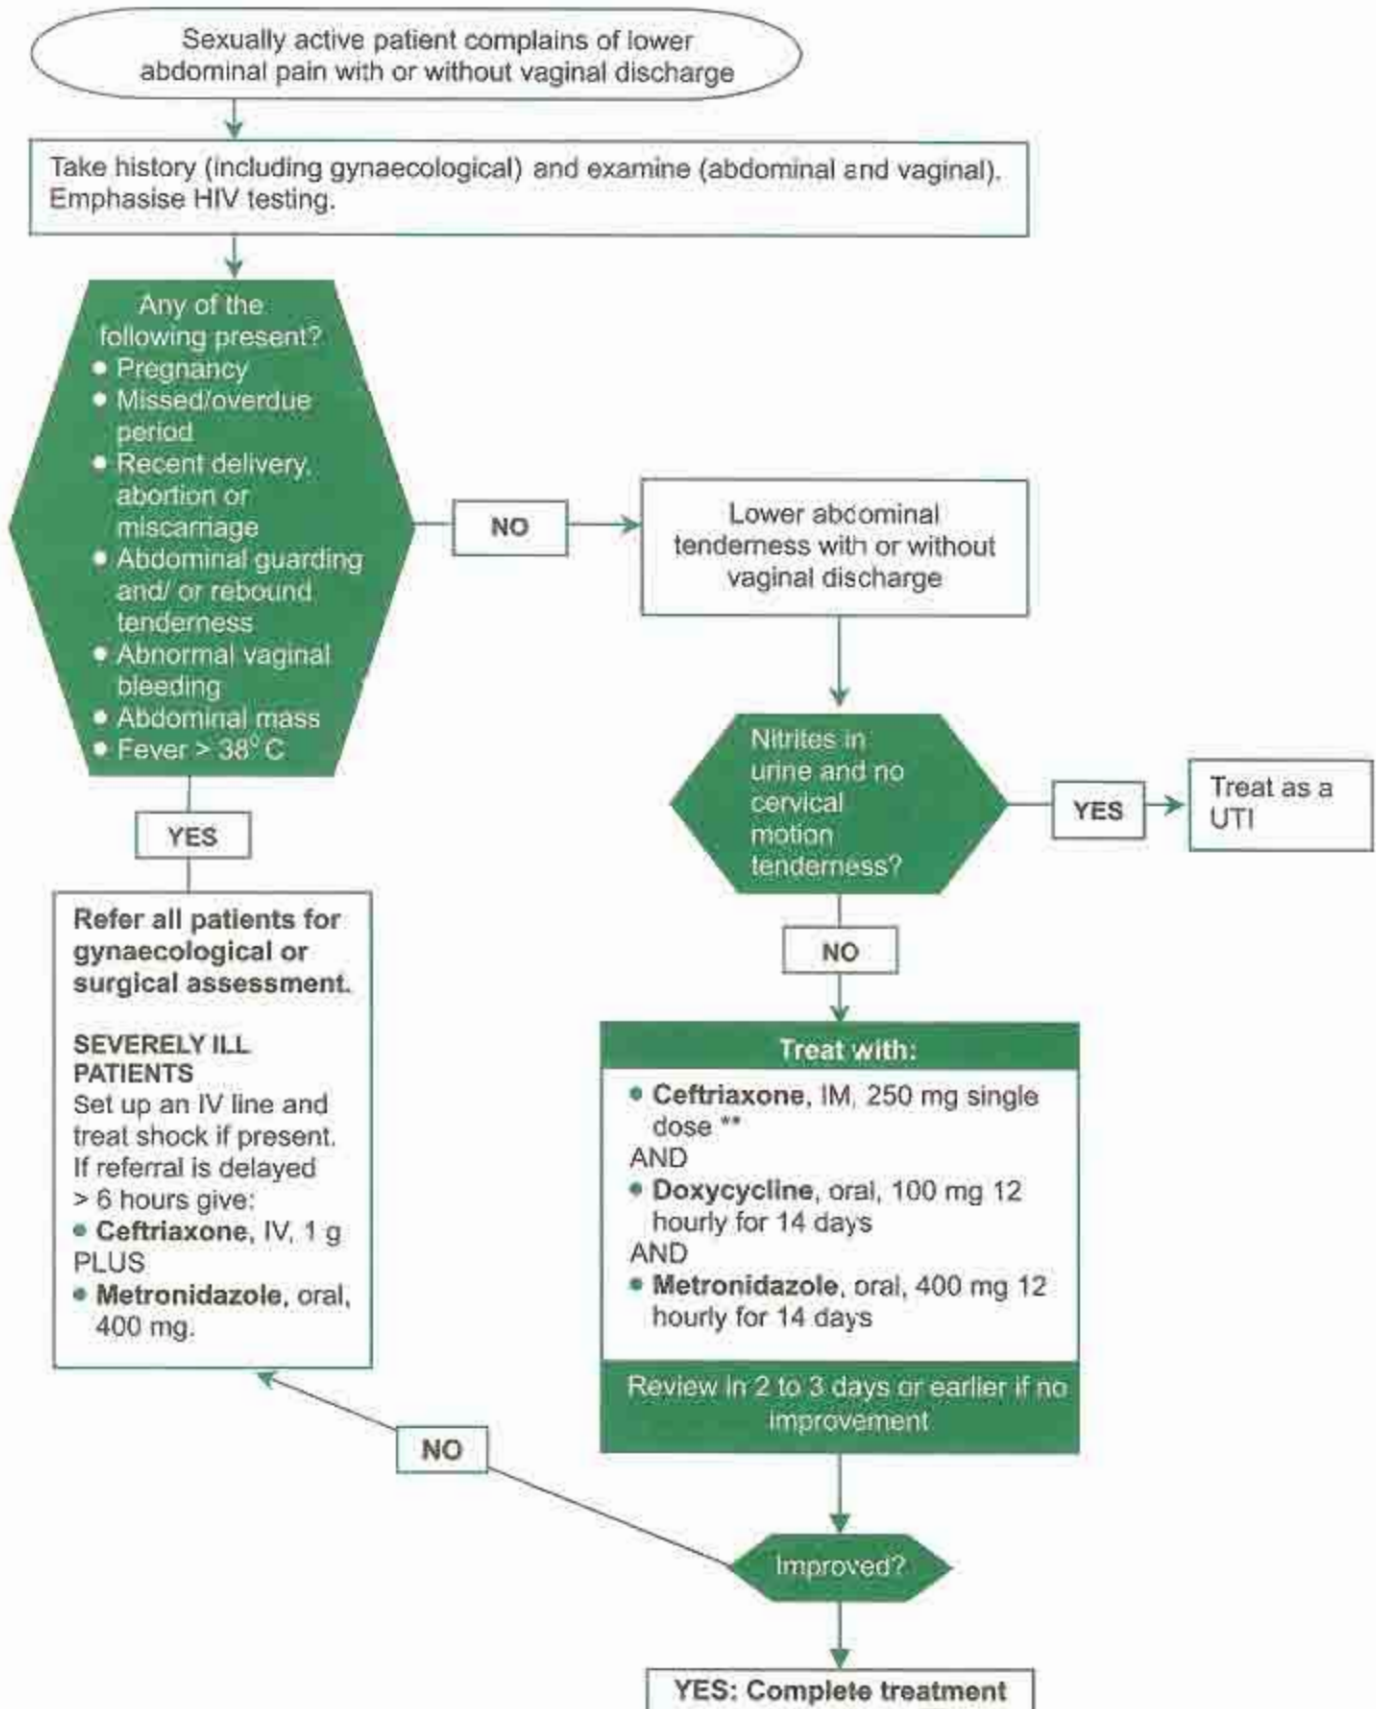 Sexually active patient complains of lower
abdominal pain with or without vaginal discharge
Take history (including gynaecological) and examine (abdominal and vaginal).
Emphasise HIV testing.
Any of the
following present?
• Pregnancy
• Missed/overdue
period
• Recent delivery,
abortion or
miscarriage
• Abdominal guarding
and/ or rebound
tenderness
• Abnormal vaginal
bleeding
• Abdominal mass
• Fever > 38⁰ C
NO
Lower abdominal
tenderness with or without
vaginal discharge
Nitrites in
urine and no
cervical
motion
tenderness?
YES
Treat as a
UTI
YES
Refer all patients for
gynaecological or
surgical assessment.
SEVERELY ILL
PATIENTS
Set up an IV line and
treat shock if present.
If referral is delayed
> 6 hours give:
• Ceftriaxone, IV, 1 g
PLUS
• Metronidazole, oral,
400 mg.
NO
Treat with:
• Ceftriaxone, IM, 250 mg single
dose **
AND
• Doxycycline, oral, 100 mg 12
hourly for 14 days
AND
• Metronidazole, oral, 400 mg 12
hourly for 14 days
Review in 2 to 3 days or earlier if no
improvement
NO
Improved?
YES: Complete treatment